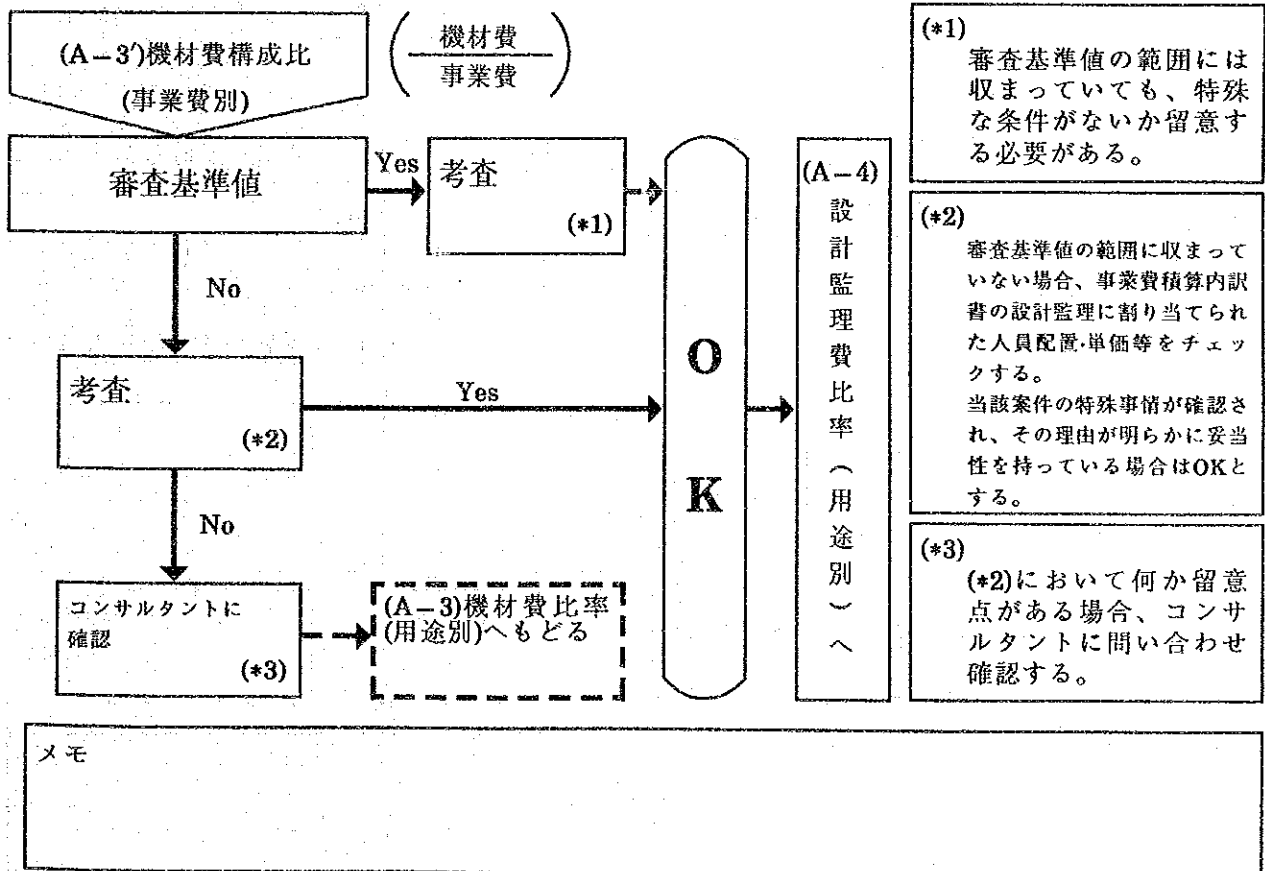 (A－3′)機材費構成比
(事業費別)
機材費
事業費
審査基準値
Yes
考査
(*1)
No
考査
(*2)
Yes
No
コンサルタントに
確認
(*3)
(A－3)機材費比率
(用途別)へもどる
OK
(A－4)
設計監理費比率（用途別）へ
(*1)
審査基準値の範囲には
収まっていても、特殊
な条件がないか留意す
る必要がある。
(*2)
審査基準値の範囲に収まって
いない場合、事業費積算内訳
書の設計監理に割り当てられ
た人員配置・単価等をチェッ
クする。
当該案件の特殊事情が確認さ
れ、その理由が明らかに妥当
性を持っている場合はOKと
する。
(*3)
(*2)において何か留意
点がある場合、コンサ
ルタントに問い合わせ
確認する。
メモ